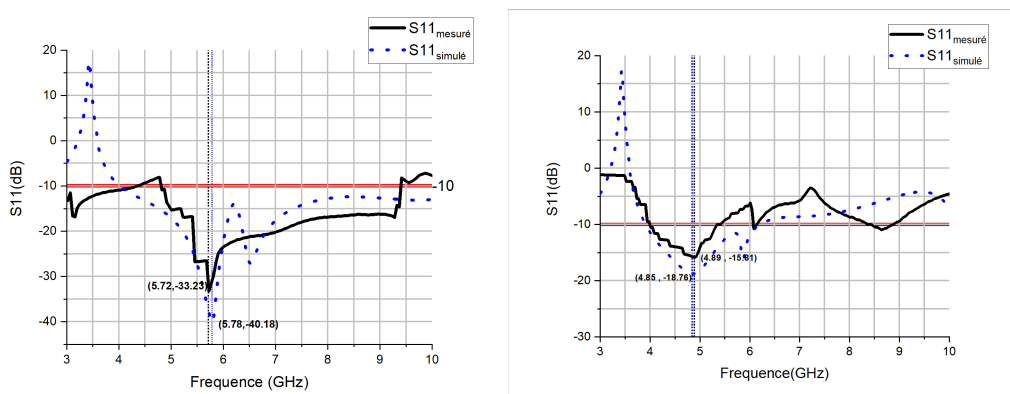 S11mesuré
S11simulé
20
10
0
-10
-20
-30
-40
-10
S11(dB)
(5.72,-33.23)
(5.78,-40.18)
3 4 5 6 7 8 9 10
Frequence (GHz)
S11mesuré
S11simulé
20
10
0
-10
-20
-30
S11(dB)
(4.89 , -15.81)
(4.85 , -18.76)
3 4 5 6 7 8 9 10
Frequence(GHz)